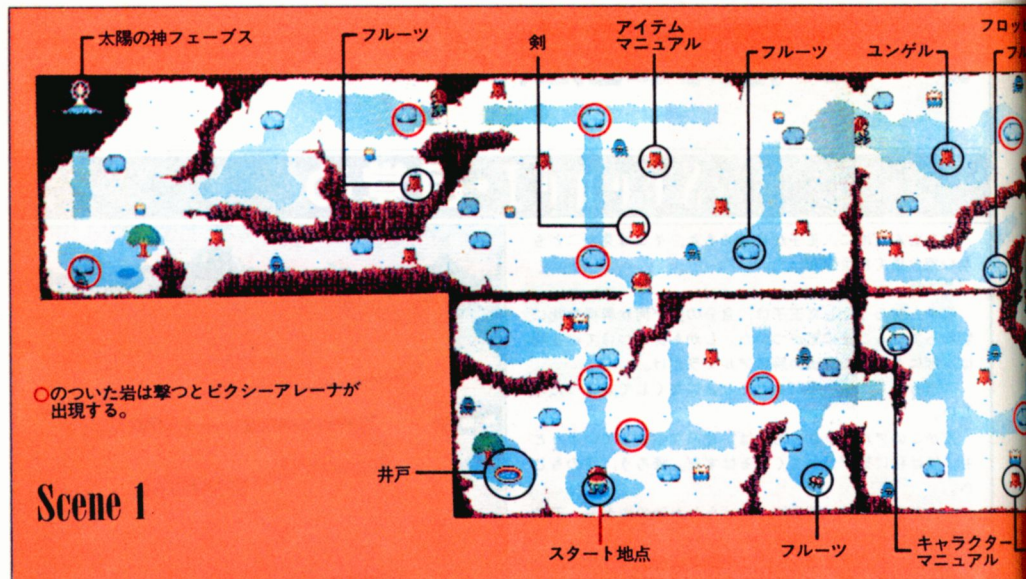 太陽の神フェーブス
フルーツ
剣
アイテム
マニュアル
フルーツ
ユンゲル
フロッ
○のついた岩は撃つとピクシーアレーナが
出現する。
井戸
Scene 1
スタート地点
フルーツ
キャラクター
マニュアル